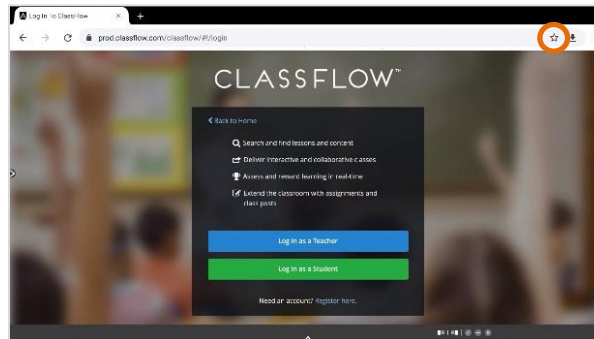 Log In To ClassFlow
prod.classflow.com/classflow/#!/login
CLASSFLOW™
Back to Home
Search and find lessons and content
Deliver interactive and collaborative classes
Assess and reward learning in real-time
Extend the classroom with assignments and
class posts
Log In as a Teacher
Log In as a Student
Need an account? Register here.